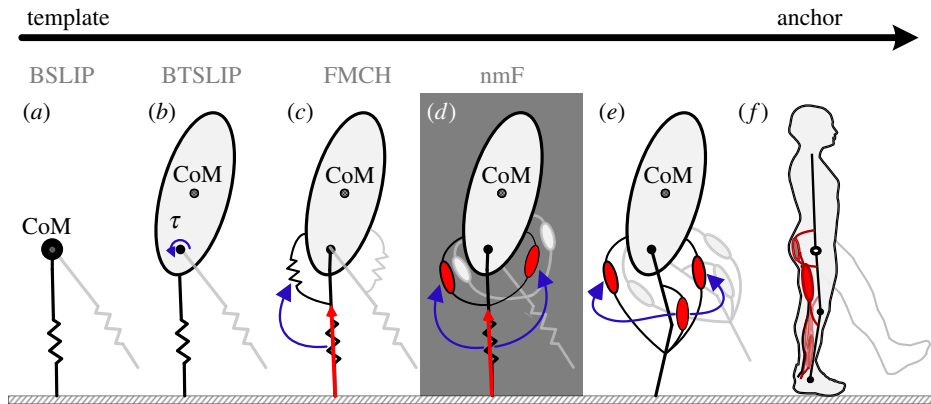 template anchor
BSLIP BTSLIP FMCH nmF
(a) (b) (c) (d) (e) (f)
CoM CoM CoM CoM
τ
CoM